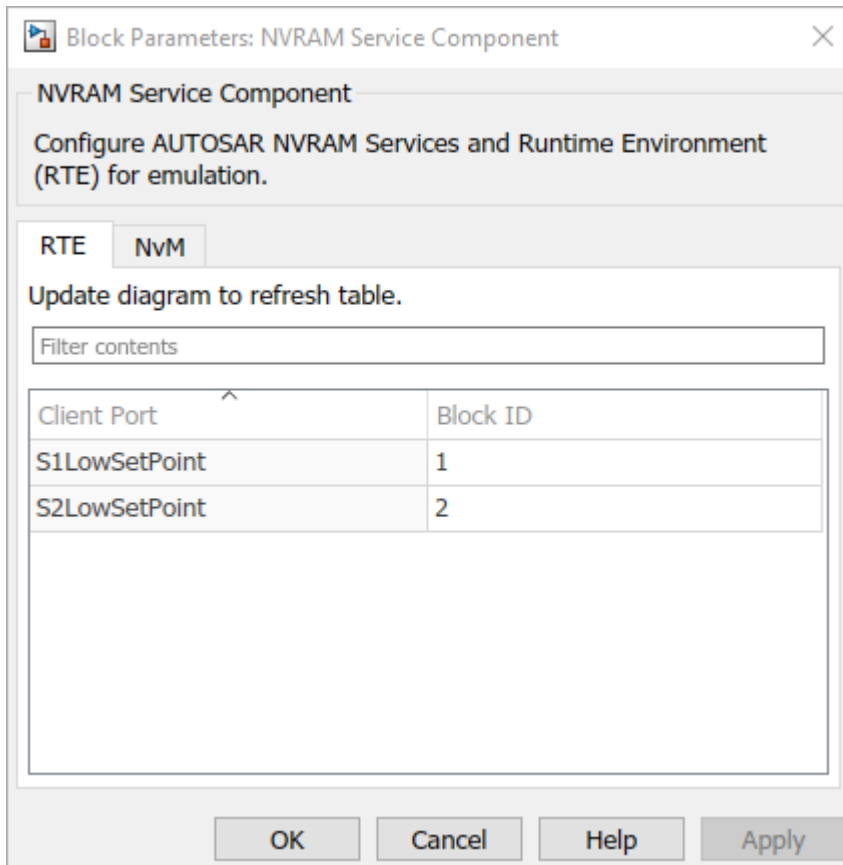 Block Parameters: NVRAM Service Component
NVRAM Service Component
Configure AUTOSAR NVRAM Services and Runtime Environment
(RTE) for emulation.
RTE NvM
Update diagram to refresh table.
Filter contents
Client Port Block ID
S1LowSetPoint 1
S2LowSetPoint 2
OK Cancel Help Apply